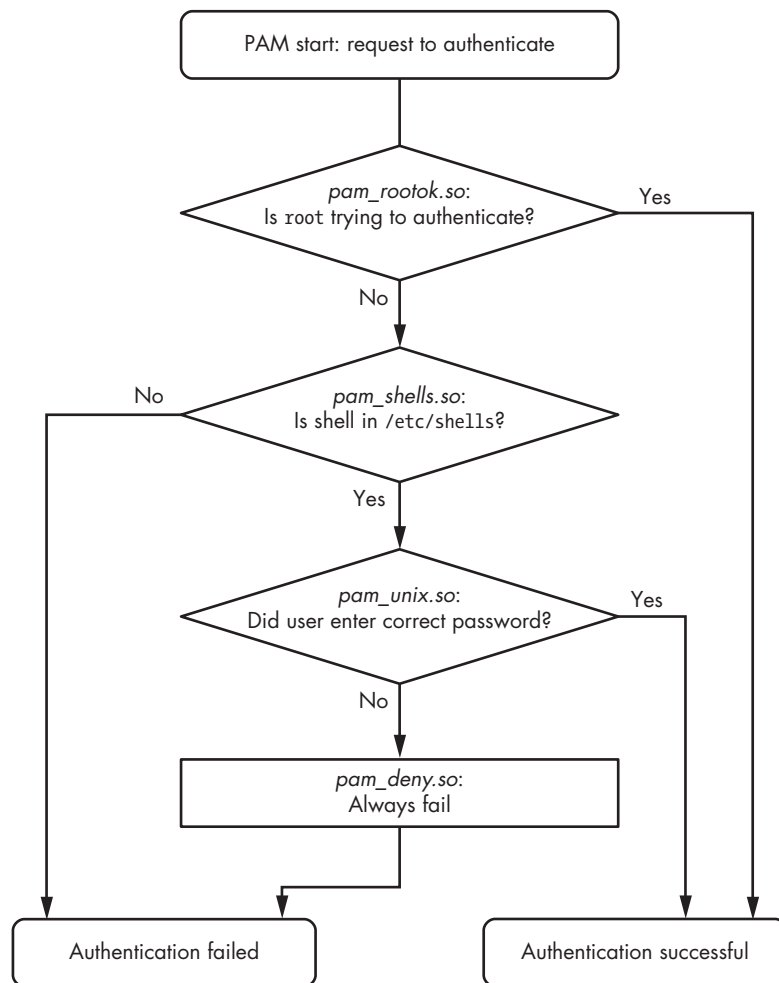 PAM start: request to authenticate
pam_rootok.so:
Is root trying to authenticate?
Yes
No
pam_shells.so:
Is shell in /etc/shells?
No
Yes
pam_unix.so:
Did user enter correct password?
Yes
No
pam_deny.so:
Always fail
Authentication failed
Authentication successful